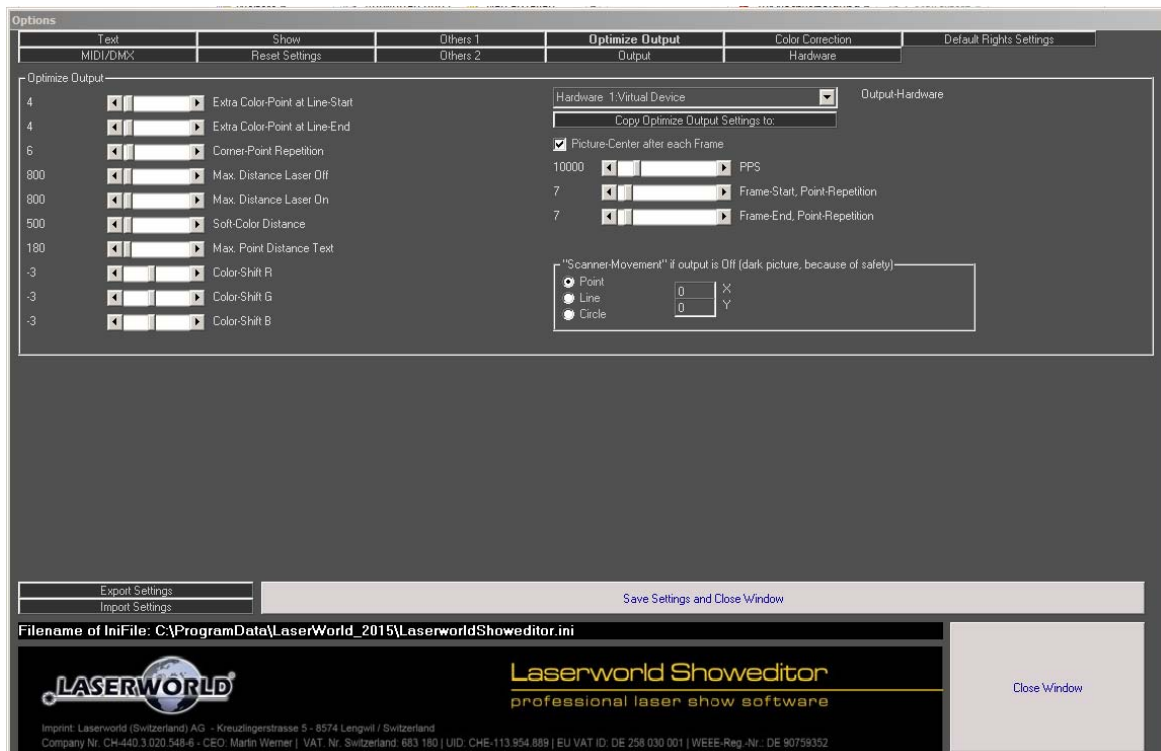 Options
Text Show Others 1 Optimize Output Color Correction Default Rights Settings
MIDI/DMX Reset Settings Others 2 Output Hardware
Optimize Output
4 Extra Color-Point at Line-Start
4 Extra Color-Point at Line-End
6 Corner-Point Repetition
800 Max. Distance Laser Off
800 Max. Distance Laser On
500 Soft-Color Distance
180 Max. Point Distance Text
-3 Color-Shift R
-3 Color-Shift G
-3 Color-Shift B
Hardware 1:Virtual Device Output-Hardware
Copy Optimize Output Settings to:
Picture-Center after each Frame
10000 PPS
7 Frame-Start, Point-Repetition
7 Frame-End, Point-Repetition
"Scanner-Movement" if output is Off (dark picture, because of safety)
Point
Line
Circle
0 X
0 Y
Export Settings
Import Settings
Save Settings and Close Window
Filename of IniFile: C:\ProgramData\LaserWorld_2015\LaserworldShoweditor.ini
LASERWORLD
Laserworld Showeditor
professional laser show software
Close Window
Imprint: Laserworld (Switzerland) AG - Kreuzlingerstrasse 5 - 8574 Lengwil / Switzerland
Company Nr. CH-440.3.020.548-6 - CEO: Martin Werner | VAT. Nr. Switzerland: 683 180 | UID: CHE-113.954.889 | EU VAT ID: DE 258 030 001 | WEEE-Reg.-Nr.: DE 90759352